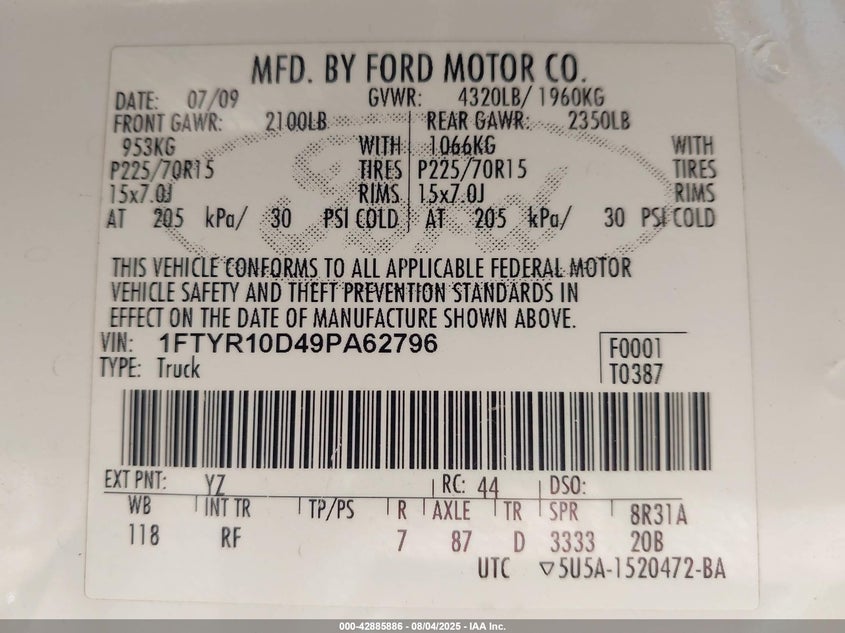 MFD. BY FORD MOTOR CO.
DATE: 07/09 GVWR: 4320LB/ 1960KG
FRONT GAWR: 2100LB REAR GAWR: 2350LB
953KG WITH 1066KG WITH
P225/70R15 TIRES P225/70R15 TIRES
15x7.0J RIMS 15x7.0J RIMS
AT 205 kPa/ 30 PSI COLD AT 205 kPa/ 30 PSI COLD
Ford
THIS VEHICLE CONFORMS TO ALL APPLICABLE FEDERAL MOTOR
VEHICLE SAFETY AND THEFT PREVENTION STANDARDS IN
EFFECT ON THE DATE OF MANUFACTURE SHOWN ABOVE.
VIN: 1FTYR10D49PA62796 F0001
TYPE: Truck T0387
EXT PNT: YZ RC: 44 DSO:
WB INT TR TP/PS R AXLE TR SPR 8R31A
118 RF 7 87 D 3333 20B
UTC ▽5U5A-1520472-BA
000-42885886 - 08/04/2025 - IAA Inc.